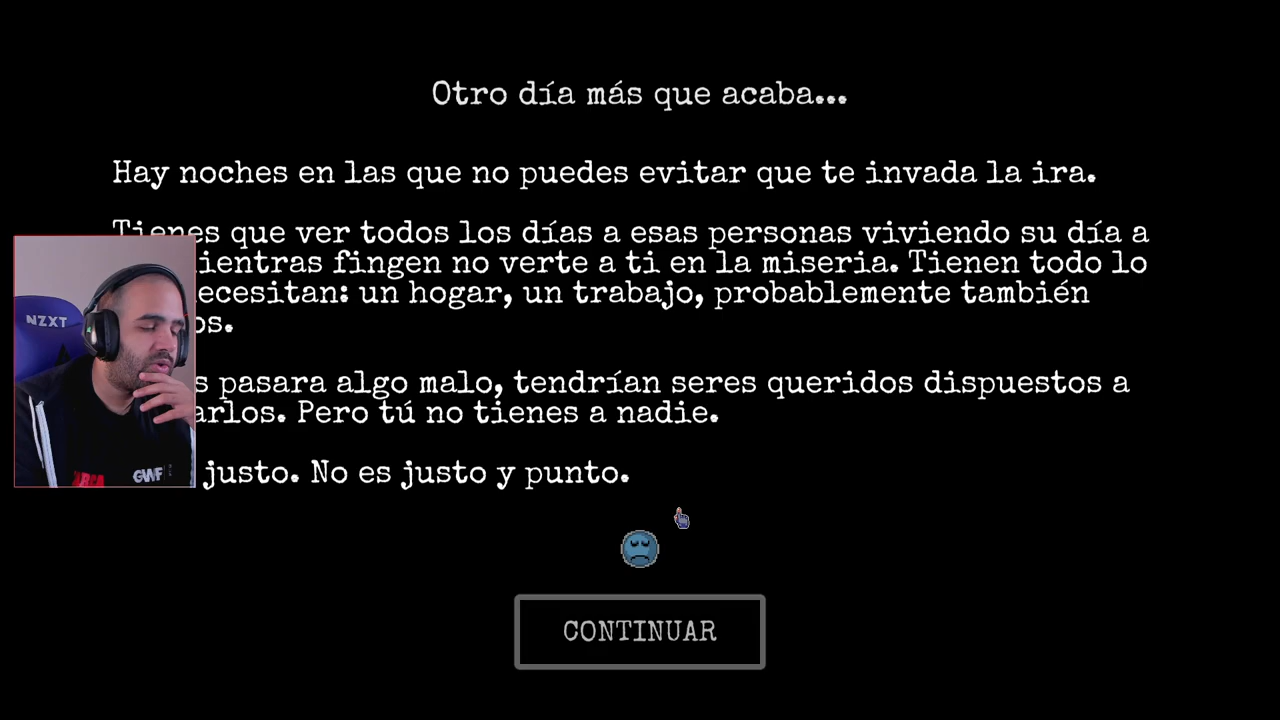 Otro día más que acaba...
Hay noches en las que no puedes evitar que te invada la ira.
Tienes que ver todos los días a esas personas viviendo su día a
mientras fingen no verte a ti en la miseria. Tienen todo lo
necesitan: un hogar, un trabajo, probablemente también
pasara algo malo, tendrían seres queridos dispuestos a
Pero tú no tienes a nadie.
justo. No es justo y punto.
CONTINUAR
NZXT
GWF